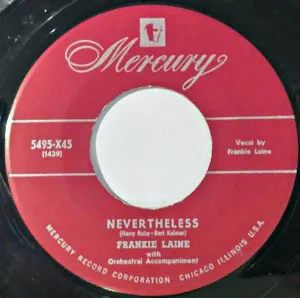 Mercury
5495-X45
(1439)
Vocal by
Frankie Laine
NEVERTHELESS
(Harry Ruby-Bert Kalmar)
FRANKIE LAINE
with
Orchestral Accompaniment
MERCURY RECORD CORPORATION CHICAGO ILLINOIS U.S.A.